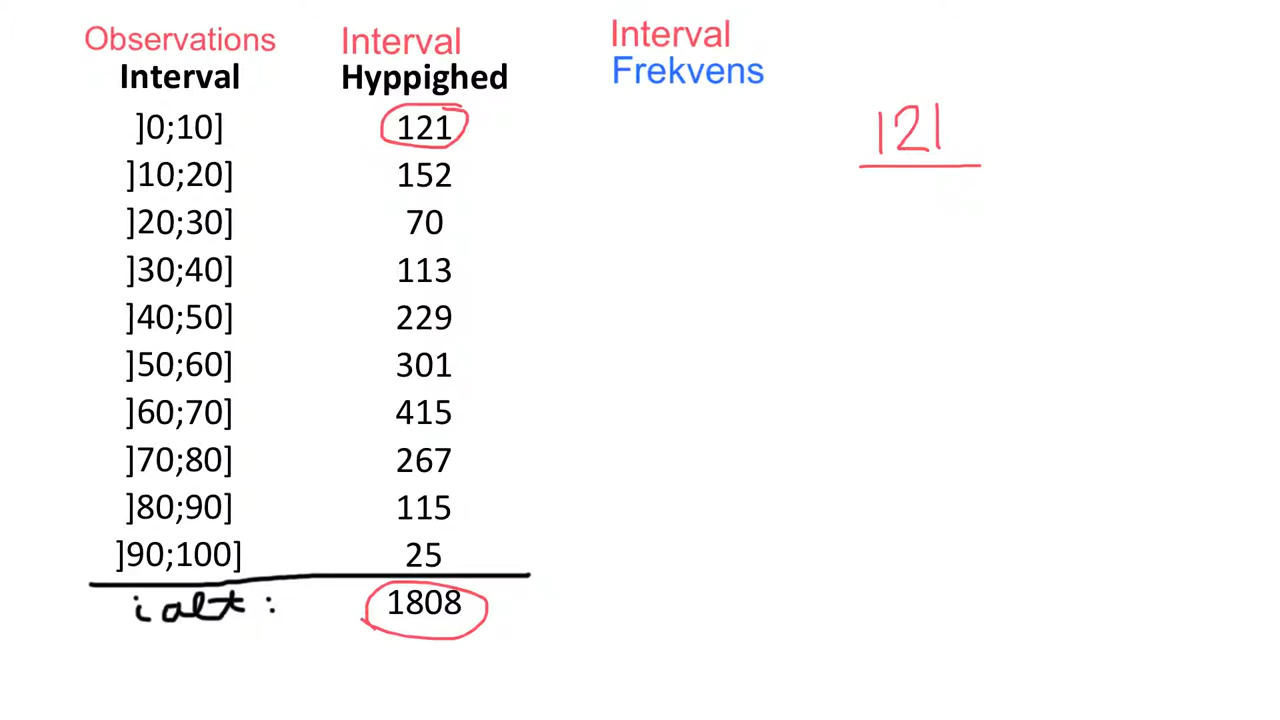 Observations Interval Interval
Interval Hyppighed Frekvens
]0;10] 121 121
]10;20] 152
]20;30] 70
]30;40] 113
]40;50] 229
]50;60] 301
]60;70] 415
]70;80] 267
]80;90] 115
]90;100] 25
i alt : 1808